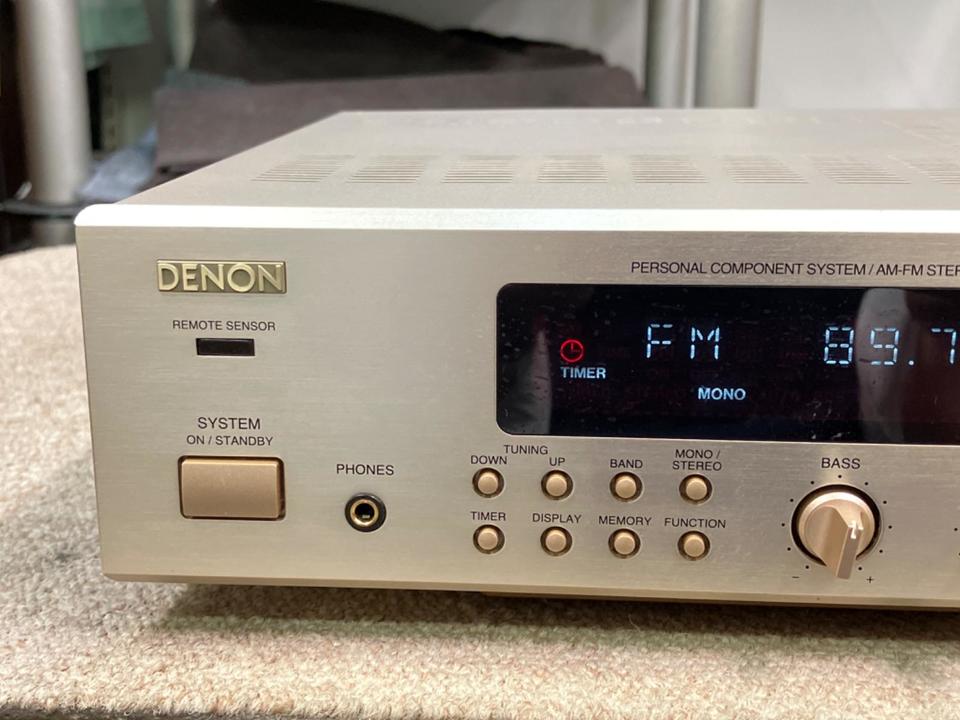 DENON
REMOTE SENSOR
SYSTEM
ON / STANDBY
PHONES
PERSONAL COMPONENT SYSTEM / AM-FM STER
TIMER
FM 89.7
MONO
TUNING
DOWN UP
BAND
MONO /
STEREO
TIMER
DISPLAY
MEMORY
FUNCTION
BASS
- +